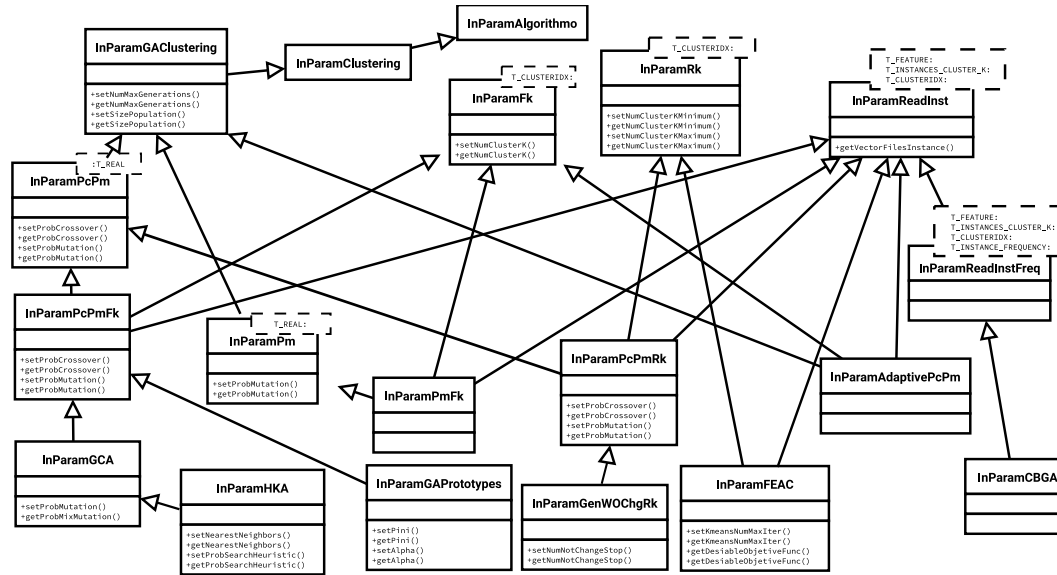 InParamAlgorithmo
InParamGAClustering
+setNumMaxGenerations()
+getNumMaxGenerations()
+setSizePopulation()
+getSizePopulation()
InParamClustering
T_CLUSTERIDX:
InParamFk
+setNumClusterK()
+getNumClusterK()
T_CLUSTERIDX:
InParamRk
+setNumClusterKMinimum()
+getNumClusterKMinimum()
+setNumClusterKMaximum()
+getNumClusterKMaximum()
T_FEATURE:
T_INSTANCES_CLUSTER_K:
T_CLUSTERIDX:
InParamReadInst
+getVectorFilesInstance()
:T_REAL
InParamPcPm
+setProbCrossover()
+getProbCrossover()
+setProbMutation()
+getProbMutation()
T_FEATURE:
T_INSTANCES_CLUSTER_K:
T_CLUSTERIDX:
T_INSTANCE_FREQUENCY:
InParamReadInstFreq
InParamPcPmFk
+setProbCrossover()
+getProbCrossover()
+setProbMutation()
+getProbMutation()
T_REAL:
InParamPm
+setProbMutation()
+getProbMutation()
InParamPmFk
InParamPcPmRk
+setProbCrossover()
+getProbCrossover()
+setProbMutation()
+getProbMutation()
InParamAdaptivePcPm
InParamGCA
+setProbMutation()
+getProbMixMutation()
InParamHKA
+setNearestNeighbors()
+getNearestNeighbors()
+setProbSearchHeuristic()
+getProbSearchHeuristic()
InParamGAPrototypes
+setPini()
+getPini()
+setAlpha()
+getAlpha()
InParamGenWOChgRk
+setNumNotChangeStop()
+getNumNotChangeStop()
InParamFEAC
+setKmeansNumMaxIter()
+getKmeansNumMaxIter()
+getDesiableObjetiveFunc()
+getDesiableObjetiveFunc()
InParamCBGA